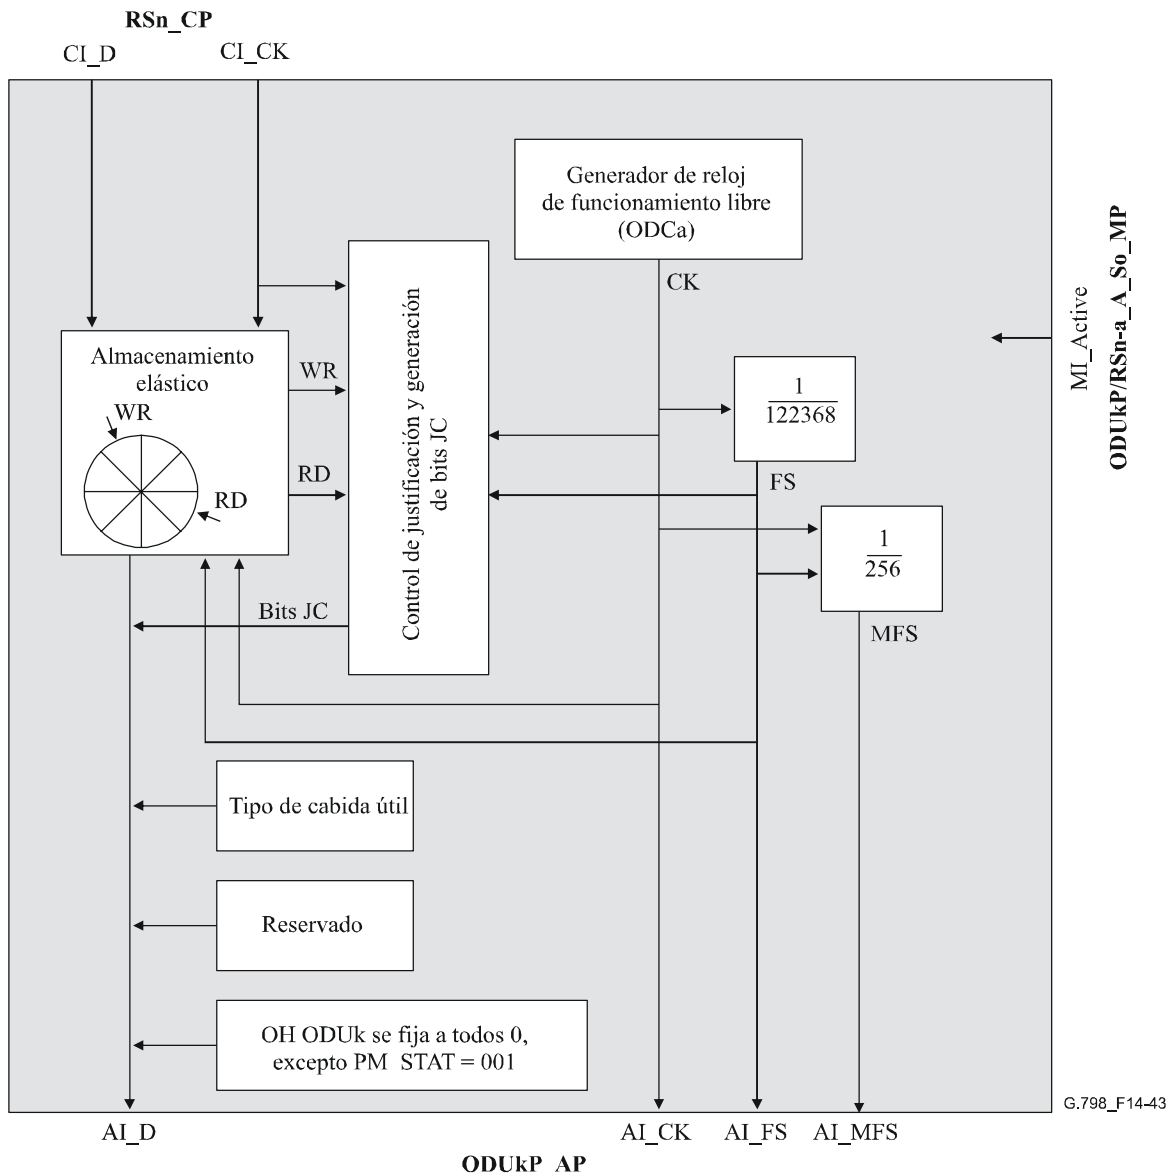 RSn_CP
CI_D
CI_CK
Generador de reloj
de funcionamiento libre
(ODCa)
CK
Almacenamiento
elástico
WR
RD
WR
RD
Control de justificación y generación
de bits JC
1
122368
FS
1
256
MFS
Bits JC
MI_Active
ODUkP/RSn-a_A_So_MP
Tipo de cabida útil
Reservado
OH ODUk se fija a todos 0,
excepto PM STAT = 001
AI_D
AI_CK
AI_FS
AI_MFS
ODUkP_AP
G.798_F14-43